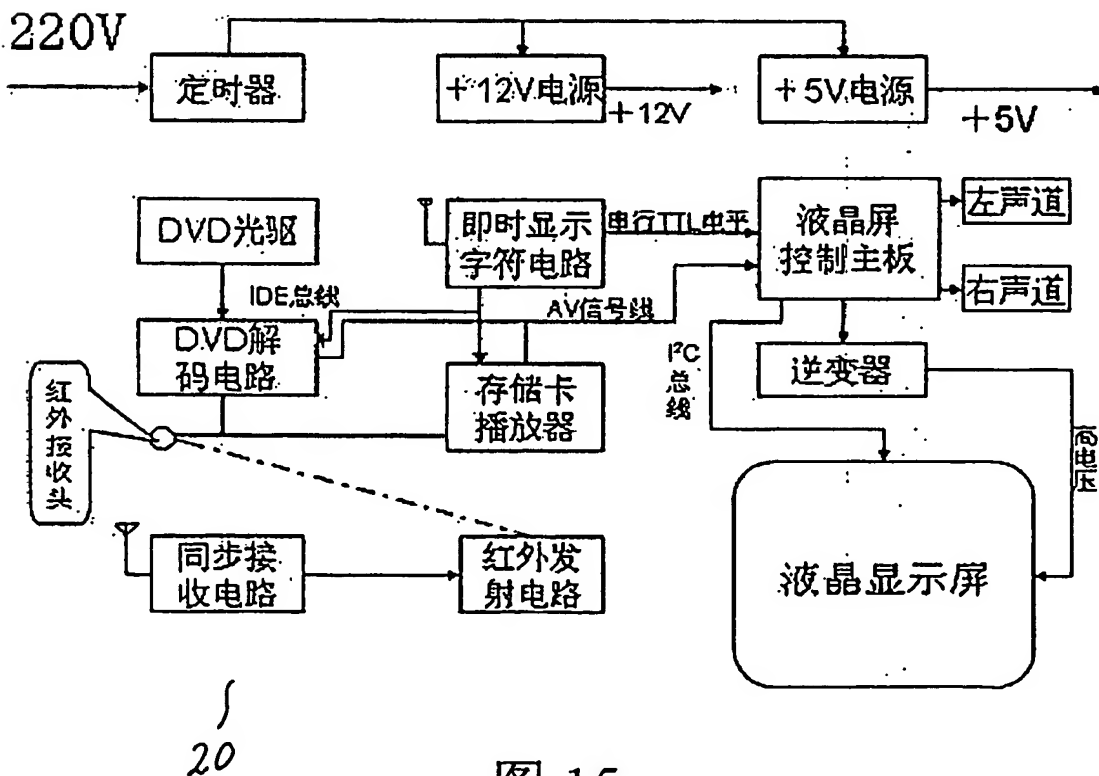 220V
定时器
+12V电源
+12V
+5V电源
+5V
DVD光驱
即时显示
字符电路
串行TTL电平
液晶屏
控制主板
左声道
右声道
IDE总线
AV信号线
DVD解
码电路
存储卡
播放器
I²C
总
线
逆变器
高
电
压
红
外
接
收
头
同步接
收电路
红外发
射电路
液晶显示屏
20
图 15